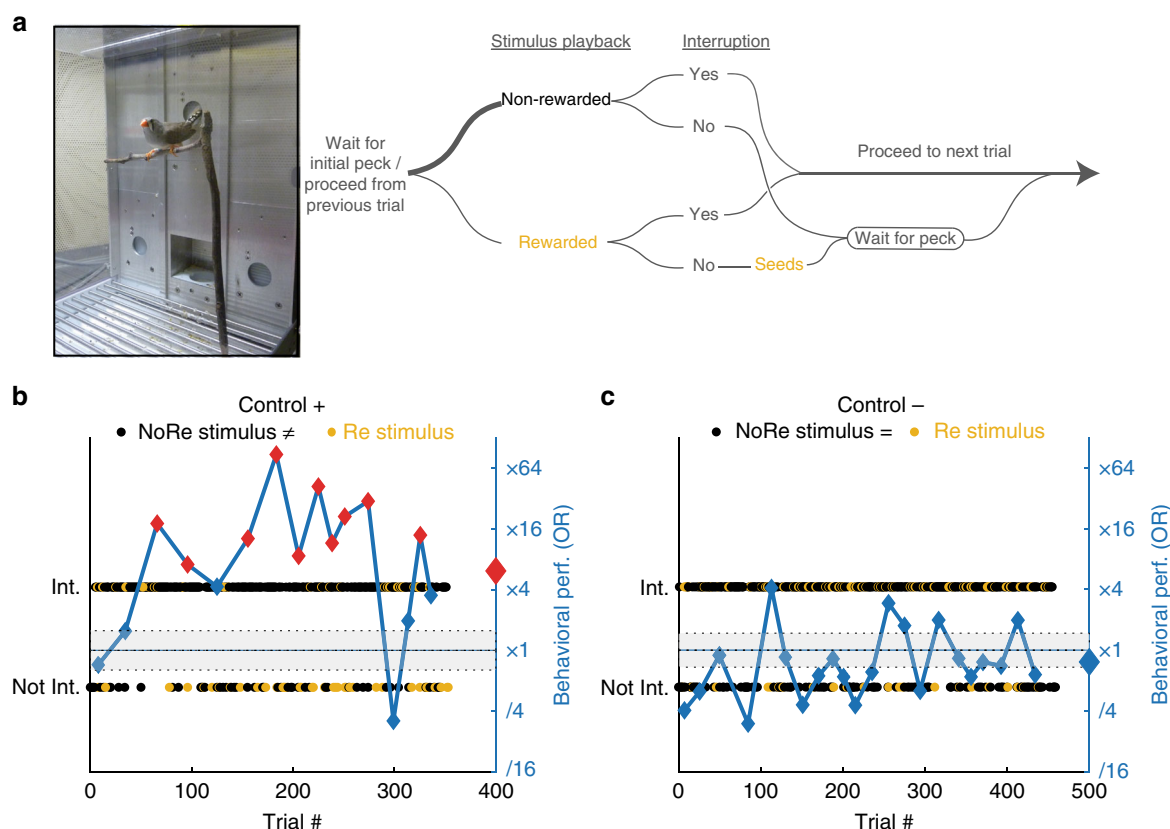 a
Stimulus playback
Interruption
Yes
Non-rewarded
No
Wait for
initial peck /
proceed from
previous trial
Proceed to next trial
Yes
Rewarded
Wait for peck
No
Seeds
b
Control +
NoRe stimulus ≠ Re stimulus
Int.
Not Int.
×64
×16
×4
×1
/4
/16
Behavioral perf. (OR)
0
100
200
300
400
Trial #
c
Control –
NoRe stimulus = Re stimulus
Int.
Not Int.
×64
×16
×4
×1
/4
/16
Behavioral perf. (OR)
0
100
200
300
400
500
Trial #